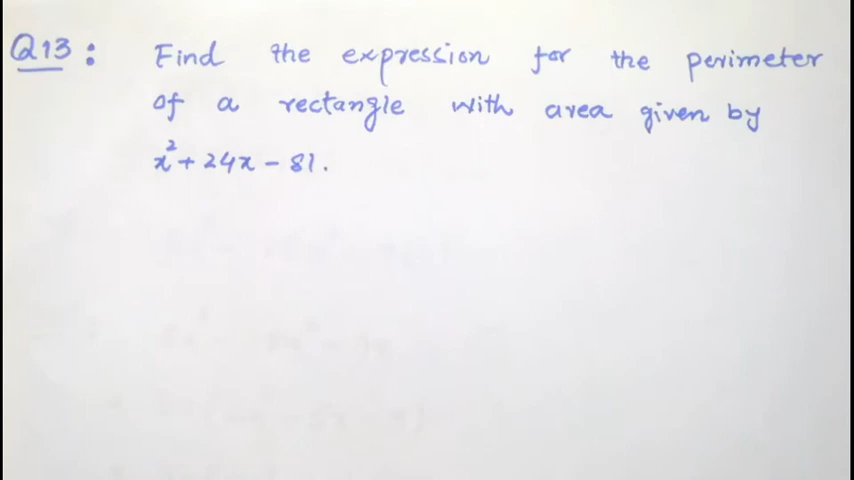 Q13: Find the expression for the perimeter
of a rectangle with area given by
x² + 24x - 81.